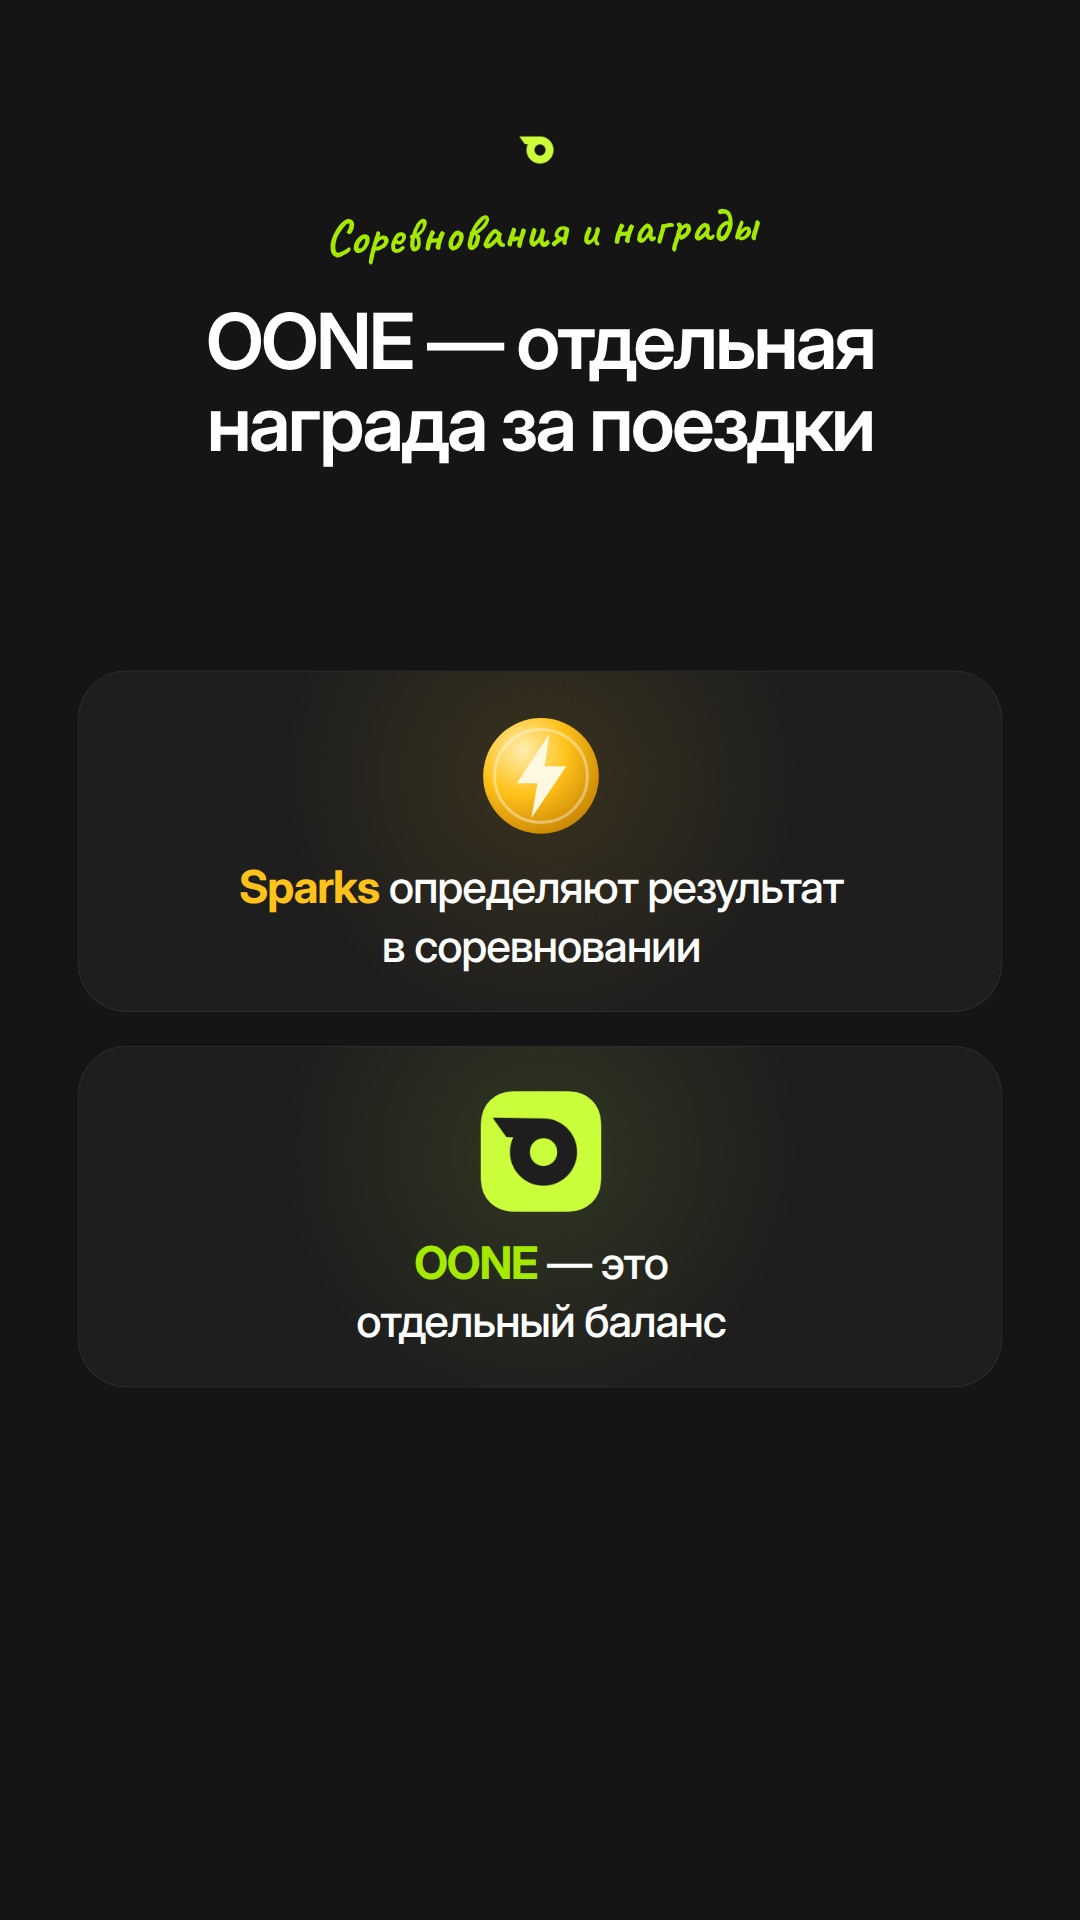 Соревнования и награды
OONE — отдельная
награда за поездки
Sparks определяют результат
в соревновании
OONE — это
отдельный баланс